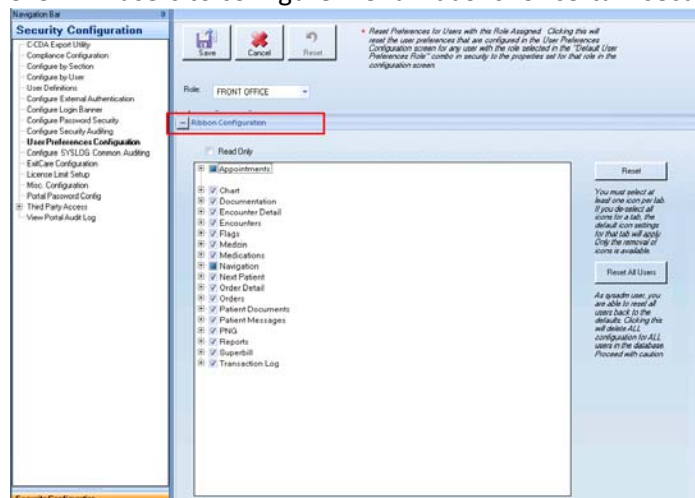 Navigation Bar
Security Configuration
C-CDA Export Utility
Compliance Configuration
Configure by Section
Configure by User
User Definitions
Configure External Authentication
Configure Login Banner
Configure Password Security
Configure Security Auditing
User Preferences Configuration
Configure SYSLOG Common Auditing
ExitCare Configuration
License Limit Setup
Misc. Configuration
Portal Password Config
Third Party Access
View Portal Audit Log
Save
Cancel
Reset
* Reset Preferences for Users with this Role Assigned. Clicking this will
reset the user preferences that are configured in the User Preferences
Configuration screen for any user with the role selected in the "Default User
Preferences Role" combo in security to the properties set for that role in the
configuration screen.
Role:
FRONT OFFICE
Ribbon Configuration
Read Only
Appointments
Chart
Documentation
Encounter Detail
Encounters
Flags
Medcin
Medications
Navigation
Next Patient
Order Detail
Orders
Patient Documents
Patient Messages
PNG
Reports
Superbill
Transaction Log
Reset
You must select at
least one icon per tab.
If you de-select all
icons for a tab, the
default icon settings
for that tab will apply.
Only the removal of
icons is available.
Reset All Users
As sysadm user, you
are able to reset all
users back to the
defaults. Clicking this
will delete ALL
configuration for ALL
users in the database.
Proceed with caution